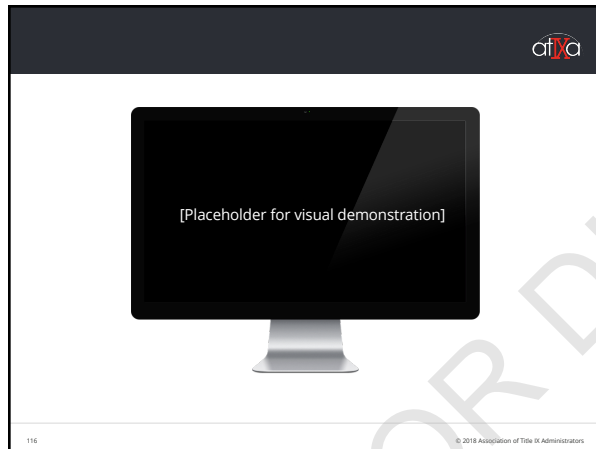 atIXa
[Placeholder for visual demonstration]
116
© 2018 Association of Title IX Administrators